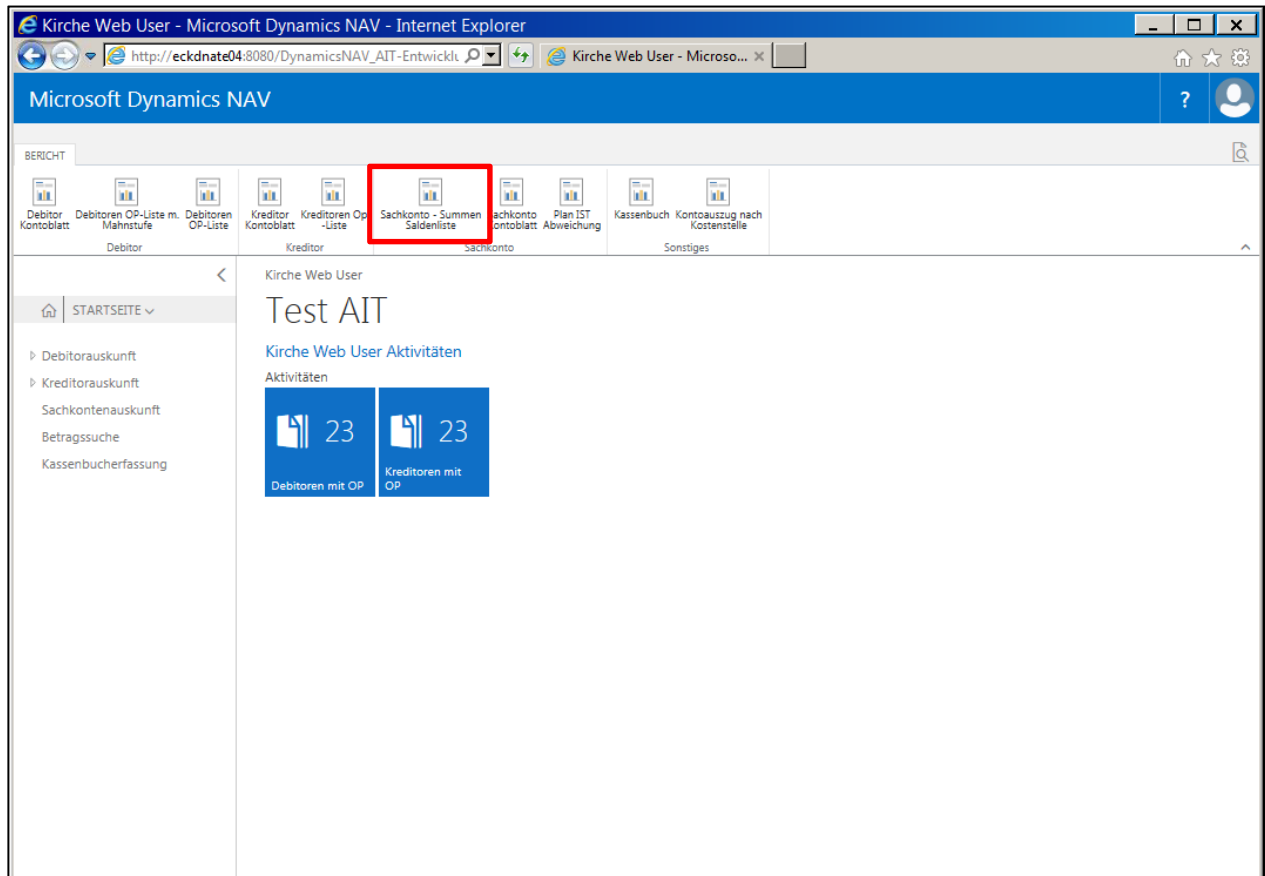 Kirche Web User - Microsoft Dynamics NAV - Internet Explorer
http://eckdnate04:8080/DynamicsNAV_AIT-Entwicklu
Kirche Web User - Microso...
Microsoft Dynamics NAV
?
BERICHT
Debitor Kontoblatt
Debitoren OP-Liste m. Mahnstufe
Debitoren OP-Liste
Kreditor Kontoblatt
Kreditoren Op -Liste
Sachkonto - Summen Saldenliste
achkonto ontoblatt
Plan IST Abweichung
Kassenbuch
Kontoauszug nach Kostenstelle
Debitor
Kreditor
Sachkonto
Sonstiges
Kirche Web User
STARTSEITE
Test AIT
Debitorauskunft
Kreditorauskunft
Sachkontenauskunft
Betragssuche
Kassenbucherfassung
Kirche Web User Aktivitäten
Aktivitäten
23
Debitoren mit OP
23
Kreditoren mit
OP